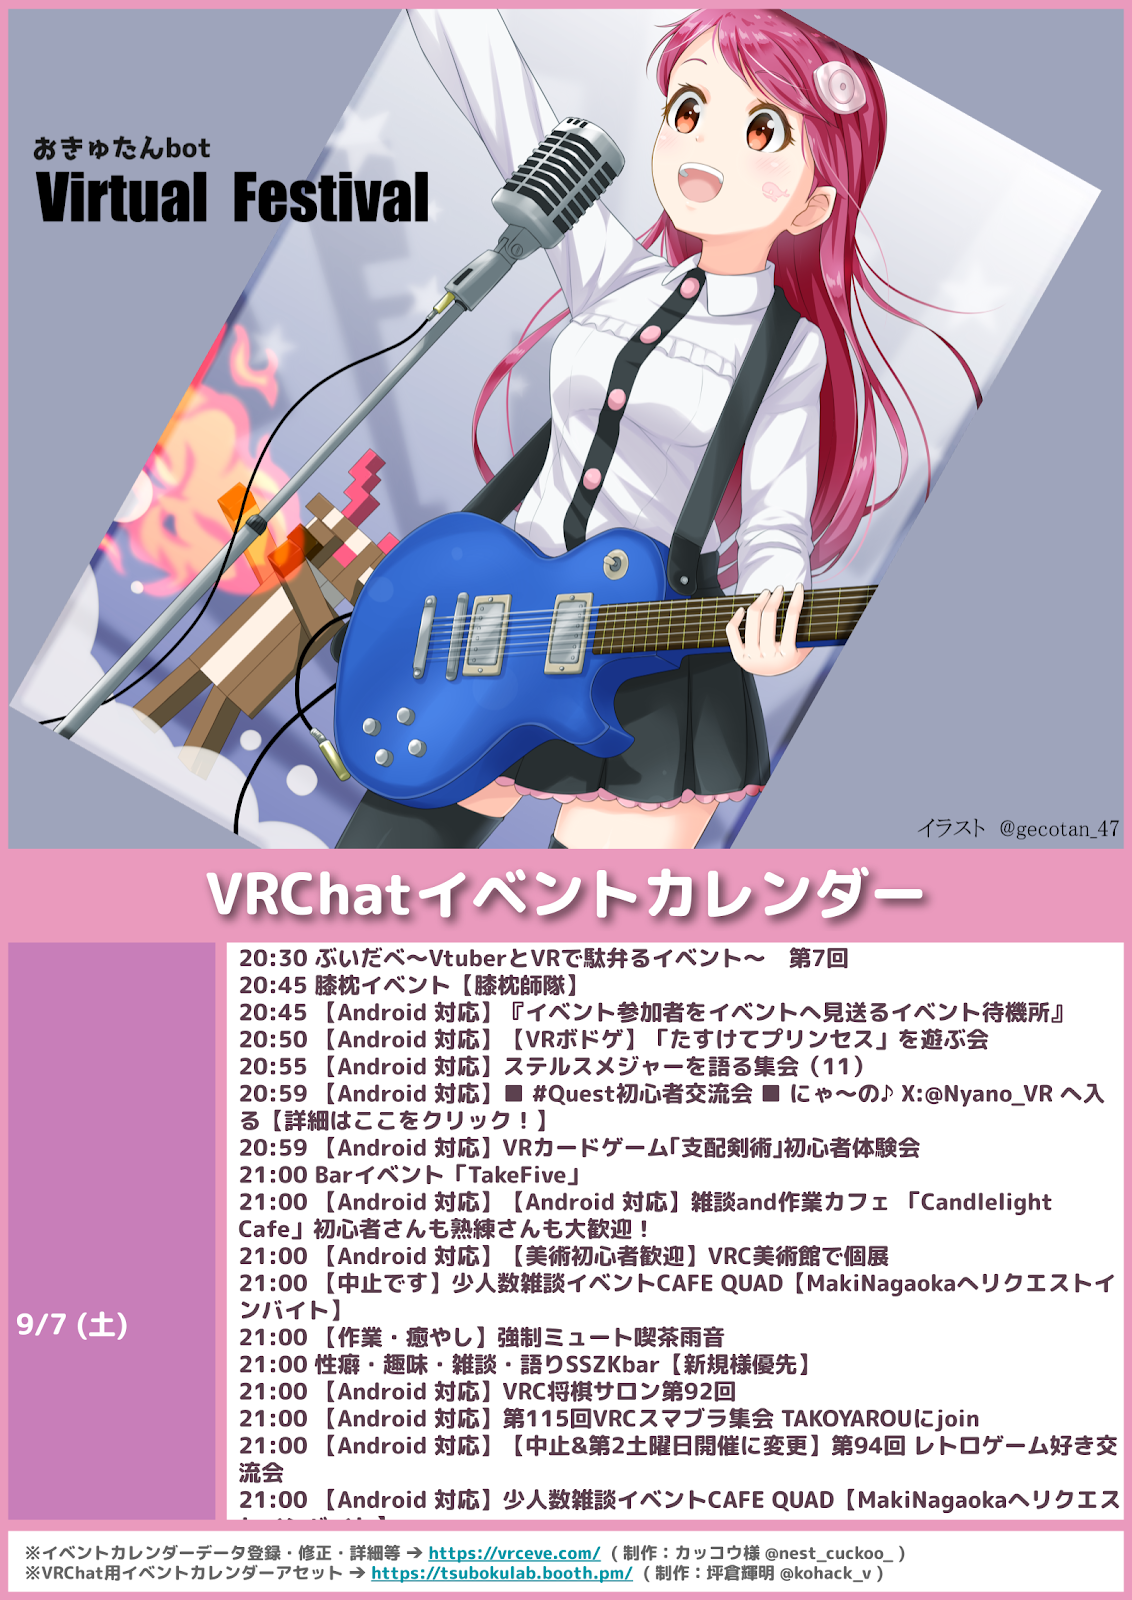 おきゅたんbot
Virtual Festival
イラスト @gecotan_47
VRChatイベントカレンダー
9/7 (土)
20:30 ぶいだべ～VtuberとVRで駄弁るイベント～　第7回
20:45 膝枕イベント【膝枕師隊】
20:45 【Android 対応】『イベント参加者をイベントへ見送るイベント待機所』
20:50 【Android 対応】【VRボドゲ】「たすけてプリンセス」を遊ぶ会
20:55 【Android 対応】ステルスメジャーを語る集会（11）
20:59 【Android 対応】■ #Quest初心者交流会 ■ にゃ～の♪ X:@Nyano_VR へ入
る【詳細はここをクリック！】
20:59 【Android 対応】VRカードゲーム｢支配剣術｣初心者体験会
21:00 Barイベント「TakeFive」
21:00 【Android 対応】【Android 対応】雑談and作業カフェ 「Candlelight
Cafe」初心者さんも熟練さんも大歓迎！
21:00 【Android 対応】【美術初心者歓迎】VRC美術館で個展
21:00 【中止です】少人数雑談イベントCAFE QUAD【MakiNagaokaへリクエストイ
ンバイト】
21:00 【作業・癒やし】強制ミュート喫茶雨音
21:00 性癖・趣味・雑談・語りSSZKbar【新規様優先】
21:00 【Android 対応】VRC将棋サロン第92回
21:00 【Android 対応】第115回VRCスマブラ集会 TAKOYAROUにjoin
21:00 【Android 対応】【中止&第2土曜日開催に変更】第94回 レトロゲーム好き交
流会
21:00 【Android 対応】少人数雑談イベントCAFE QUAD【MakiNagaokaへリクエス
※イベントカレンダーデータ登録・修正・詳細等 → https://vrceve.com/ ( 制作：カッコウ様 @nest_cuckoo_ )
※VRChat用イベントカレンダーアセット → https://tsubokulab.booth.pm/ ( 制作：坪倉輝明 @kohack_v )